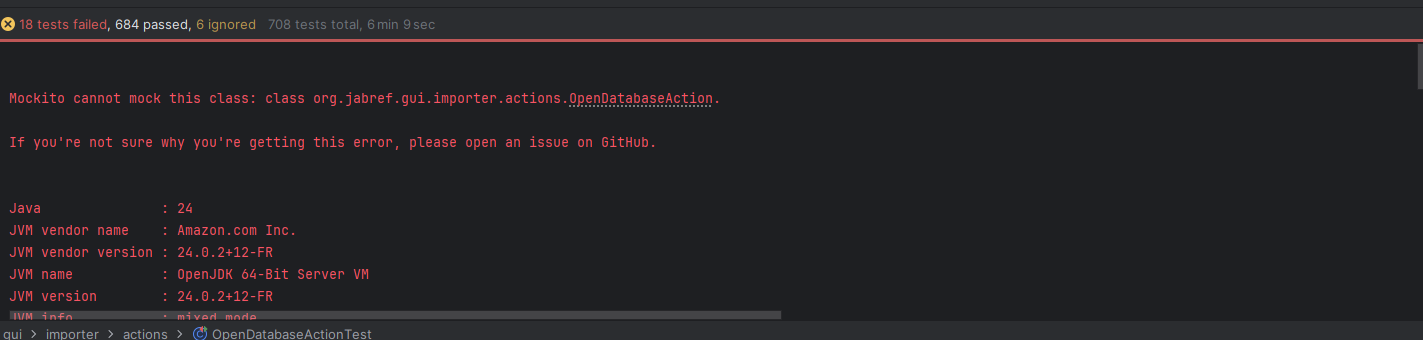 18 tests failed, 684 passed, 6 ignored 708 tests total, 6 min 9 sec
Mockito cannot mock this class: class org.jabref.gui.importer.actions.OpenDatabaseAction.
If you're not sure why you're getting this error, please open an issue on GitHub.
Java : 24
JVM vendor name : Amazon.com Inc.
JVM vendor version : 24.0.2+12-FR
JVM name : OpenJDK 64-Bit Server VM
JVM version : 24.0.2+12-FR
JVM info : mixed mode
gui > importer > actions > OpenDatabaseActionTest